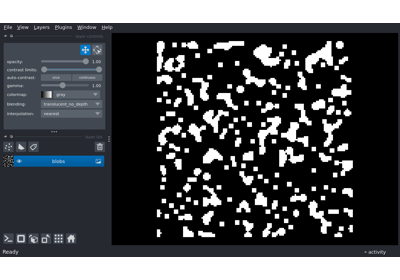 File View Layers Plugins Window Help
layer controls
opacity: 1.00
contrast limits:
auto-contrast: once continuous
gamma: 1.00
colormap: gray
blending: translucent_no_depth
interpolation: nearest
layer list
blobs
Ready activity